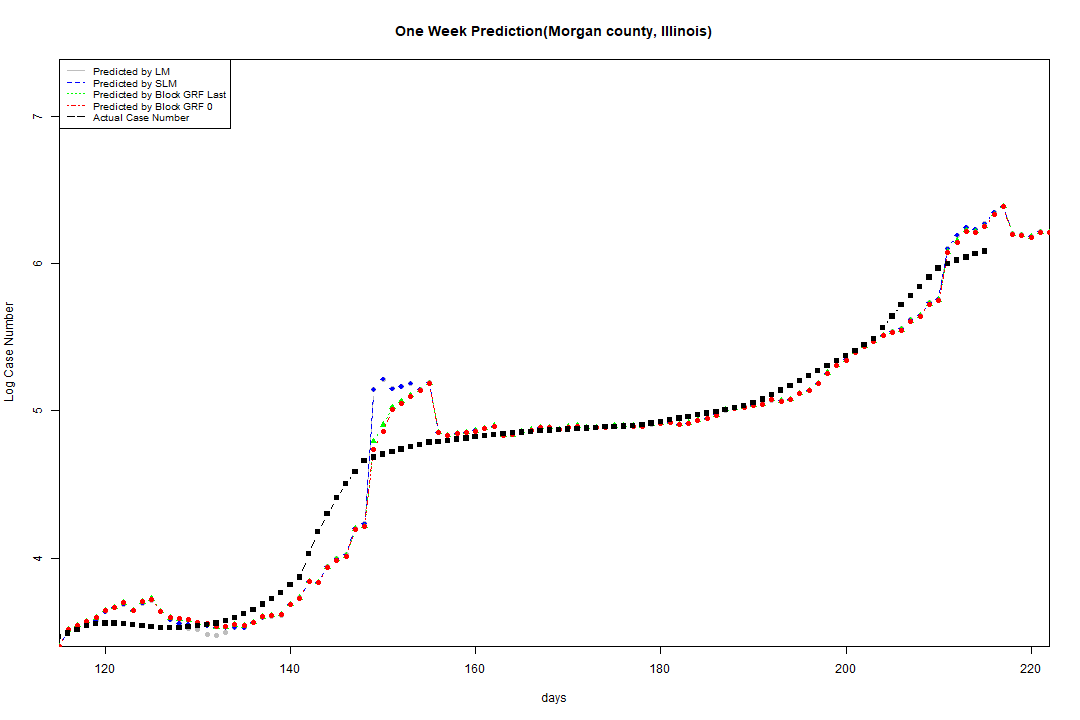 One Week Prediction(Morgan county, Illinois)
Predicted by LM
Predicted by SLM
Predicted by Block GRF Last
Predicted by Block GRF 0
Actual Case Number
7
6
5
4
Log Case Number
120
140
160
180
200
220
days